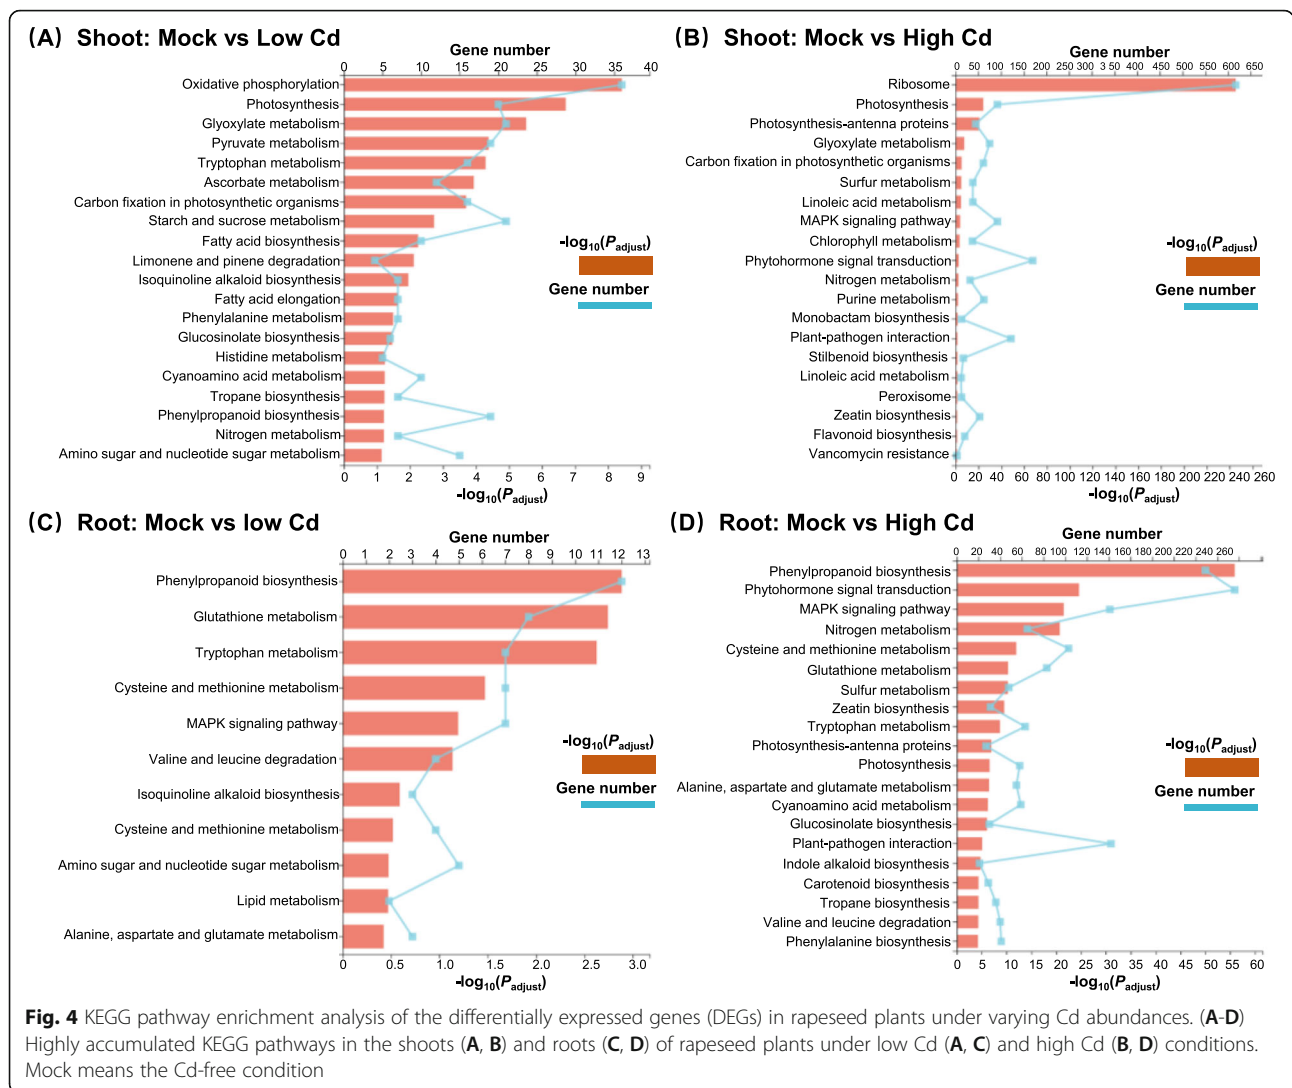 (A) Shoot: Mock vs Low Cd
Gene number
0 5 10 15 20 25 30 35 40
Oxidative phosphorylation
Photosynthesis
Glyoxylate metabolism
Pyruvate metabolism
Tryptophan metabolism
Ascorbate metabolism
Carbon fixation in photosynthetic organisms
Starch and sucrose metabolism
Fatty acid biosynthesis
Limonene and pinene degradation
Isoquinoline alkaloid biosynthesis
Fatty acid elongation
Phenylalanine metabolism
Glucosinolate biosynthesis
Histidine metabolism
Cyanoamino acid metabolism
Tropane biosynthesis
Phenylpropanoid biosynthesis
Nitrogen metabolism
Amino sugar and nucleotide sugar metabolism
-log10(Padjust)
Gene number
0 1 2 3 4 5 6 7 8 9
-log10(Padjust)
(B) Shoot: Mock vs High Cd
Gene number
0 50 100 150 200 250 300 350 400 450 500 550 600 650
Ribosome
Photosynthesis
Photosynthesis-antenna proteins
Glyoxylate metabolism
Carbon fixation in photosynthetic organisms
Surfur metabolism
Linoleic acid metabolism
MAPK signaling pathway
Chlorophyll metabolism
Phytohormone signal transduction
Nitrogen metabolism
Purine metabolism
Monobactam biosynthesis
Plant-pathogen interaction
Stilbenoid biosynthesis
Linoleic acid metabolism
Peroxisome
Zeatin biosynthesis
Flavonoid biosynthesis
Vancomycin resistance
-log10(Padjust)
Gene number
0 20 40 60 80 100 120 140 160 180 200 220 240 260
-log10(Padjust)
(C) Root: Mock vs low Cd
Gene number
0 1 2 3 4 5 6 7 8 9 10 11 12 13
Phenylpropanoid biosynthesis
Glutathione metabolism
Tryptophan metabolism
Cysteine and methionine metabolism
MAPK signaling pathway
Valine and leucine degradation
Isoquinoline alkaloid biosynthesis
Cysteine and methionine metabolism
Amino sugar and nucleotide sugar metabolism
Lipid metabolism
Alanine, aspartate and glutamate metabolism
-log10(Padjust)
Gene number
0 0.5 1.0 1.5 2.0 2.5 3.0
-log10(Padjust)
(D) Root: Mock vs High Cd
Gene number
0 20 40 60 80 100 120 140 160 180 200 220 240 260
Phenylpropanoid biosynthesis
Phytohormone signal transduction
MAPK signaling pathway
Nitrogen metabolism
Cysteine and methionine metabolism
Glutathione metabolism
Sulfur metabolism
Zeatin biosynthesis
Tryptophan metabolism
Photosynthesis-antenna proteins
Photosynthesis
Alanine, aspartate and glutamate metabolism
Cyanoamino acid metabolism
Glucosinolate biosynthesis
Plant-pathogen interaction
Indole alkaloid biosynthesis
Carotenoid biosynthesis
Tropane biosynthesis
Valine and leucine degradation
Phenylalanine biosynthesis
-log10(Padjust)
Gene number
0 5 10 15 20 25 30 35 40 45 50 55 60
-log10(Padjust)
Fig. 4 KEGG pathway enrichment analysis of the differentially expressed genes (DEGs) in rapeseed plants under varying Cd abundances. (A-D)
Highly accumulated KEGG pathways in the shoots (A, B) and roots (C, D) of rapeseed plants under low Cd (A, C) and high Cd (B, D) conditions.
Mock means the Cd-free condition